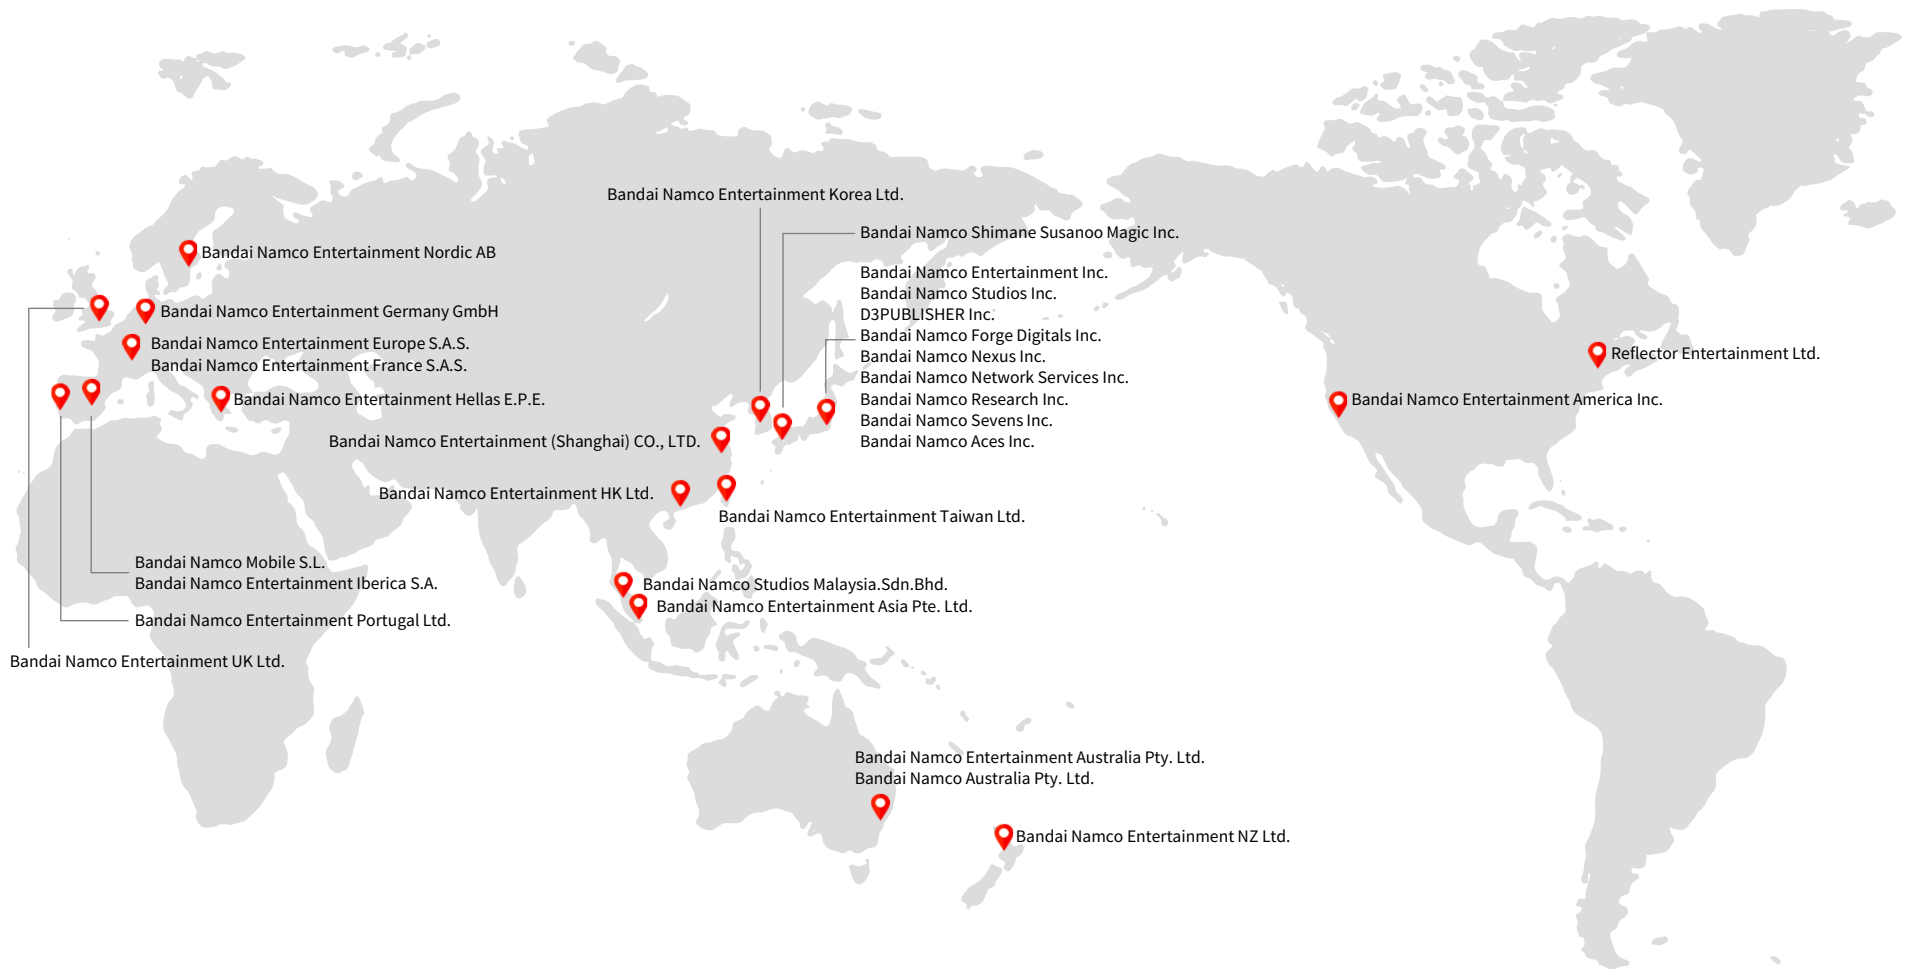 Bandai Namco Entertainment Korea Ltd.
Bandai Namco Shimane Susanoo Magic Inc.
Bandai Namco Entertainment Nordic AB
Bandai Namco Entertainment Inc.
Bandai Namco Studios Inc.
D3PUBLISHER Inc.
Bandai Namco Forge Digitals Inc.
Bandai Namco Nexus Inc.
Bandai Namco Network Services Inc.
Bandai Namco Research Inc.
Bandai Namco Sevens Inc.
Bandai Namco Aces Inc.
Bandai Namco Entertainment Germany GmbH
Bandai Namco Entertainment Europe S.A.S.
Bandai Namco Entertainment France S.A.S.
Reflector Entertainment Ltd.
Bandai Namco Entertainment Hellas E.P.E.
Bandai Namco Entertainment America Inc.
Bandai Namco Entertainment (Shanghai) CO., LTD.
Bandai Namco Entertainment HK Ltd.
Bandai Namco Entertainment Taiwan Ltd.
Bandai Namco Mobile S.L.
Bandai Namco Entertainment Iberica S.A.
Bandai Namco Studios Malaysia.Sdn.Bhd.
Bandai Namco Entertainment Asia Pte. Ltd.
Bandai Namco Entertainment Portugal Ltd.
Bandai Namco Entertainment UK Ltd.
Bandai Namco Entertainment Australia Pty. Ltd.
Bandai Namco Australia Pty. Ltd.
Bandai Namco Entertainment NZ Ltd.